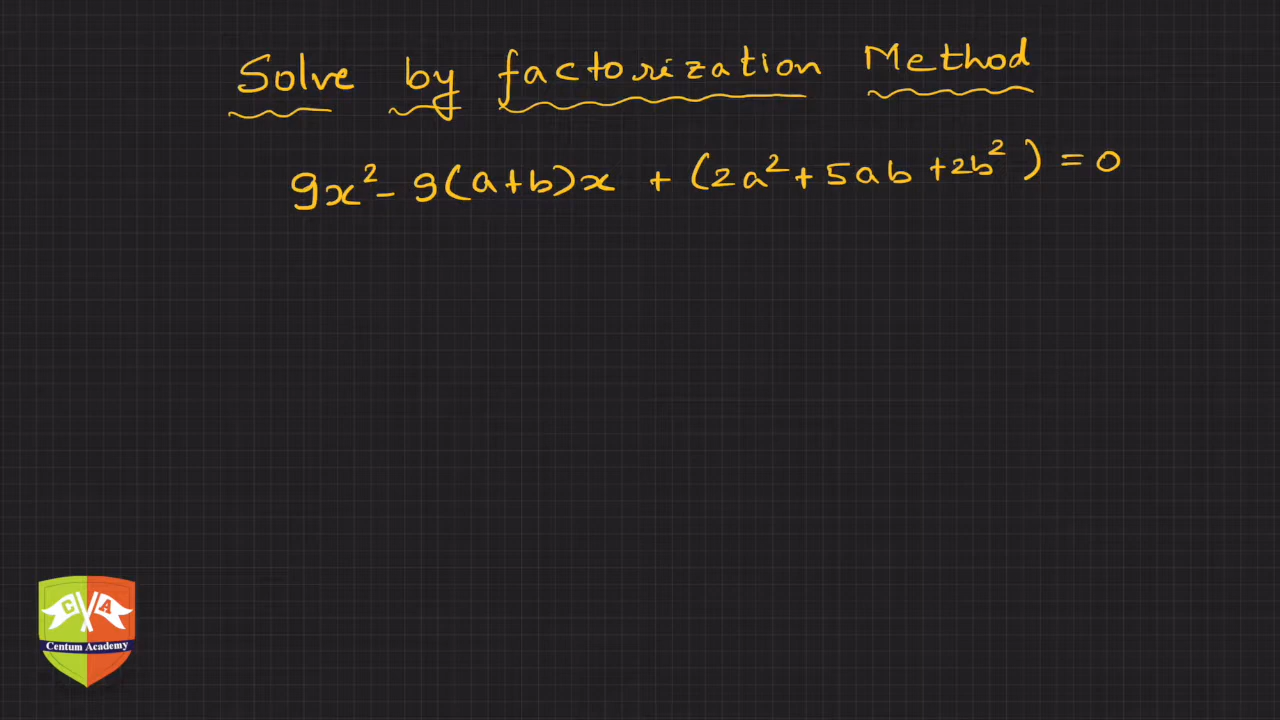 Solve by factorization Method
9x² - 9(a+b)x + (2a² + 5ab + 2b²) = 0
C A
Centum Academy